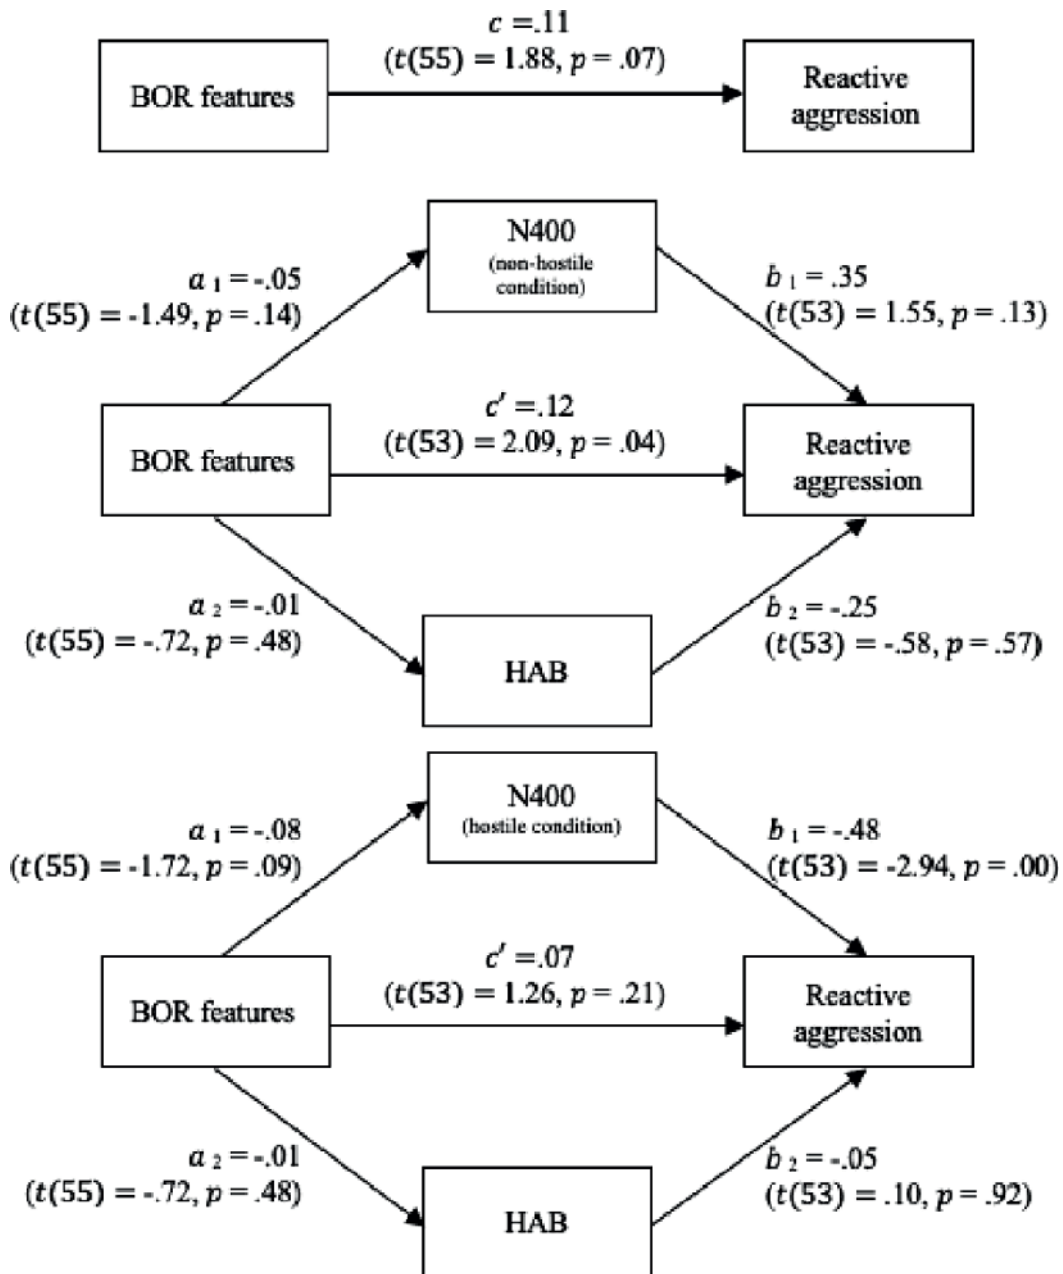 c =.11
(t(55) = 1.88, p = .07)
BOR features
Reactive
aggression
N400
(non-hostile
condition)
a 1 = -.05
(t(55) = -1.49, p = .14)
b 1 = .35
(t(53) = 1.55, p = .13)
c′ =.12
(t(53) = 2.09, p = .04)
BOR features
Reactive
aggression
a 2 = -.01
(t(55) = -.72, p = .48)
b 2 = -.25
(t(53) = -.58, p = .57)
HAB
N400
(hostile condition)
a 1 = -.08
(t(55) = -1.72, p = .09)
b 1 = -.48
(t(53) = -2.94, p = .00)
c′ =.07
(t(53) = 1.26, p = .21)
BOR features
Reactive
aggression
a 2 = -.01
(t(55) = -.72, p = .48)
b 2 = -.05
(t(53) = .10, p = .92)
HAB